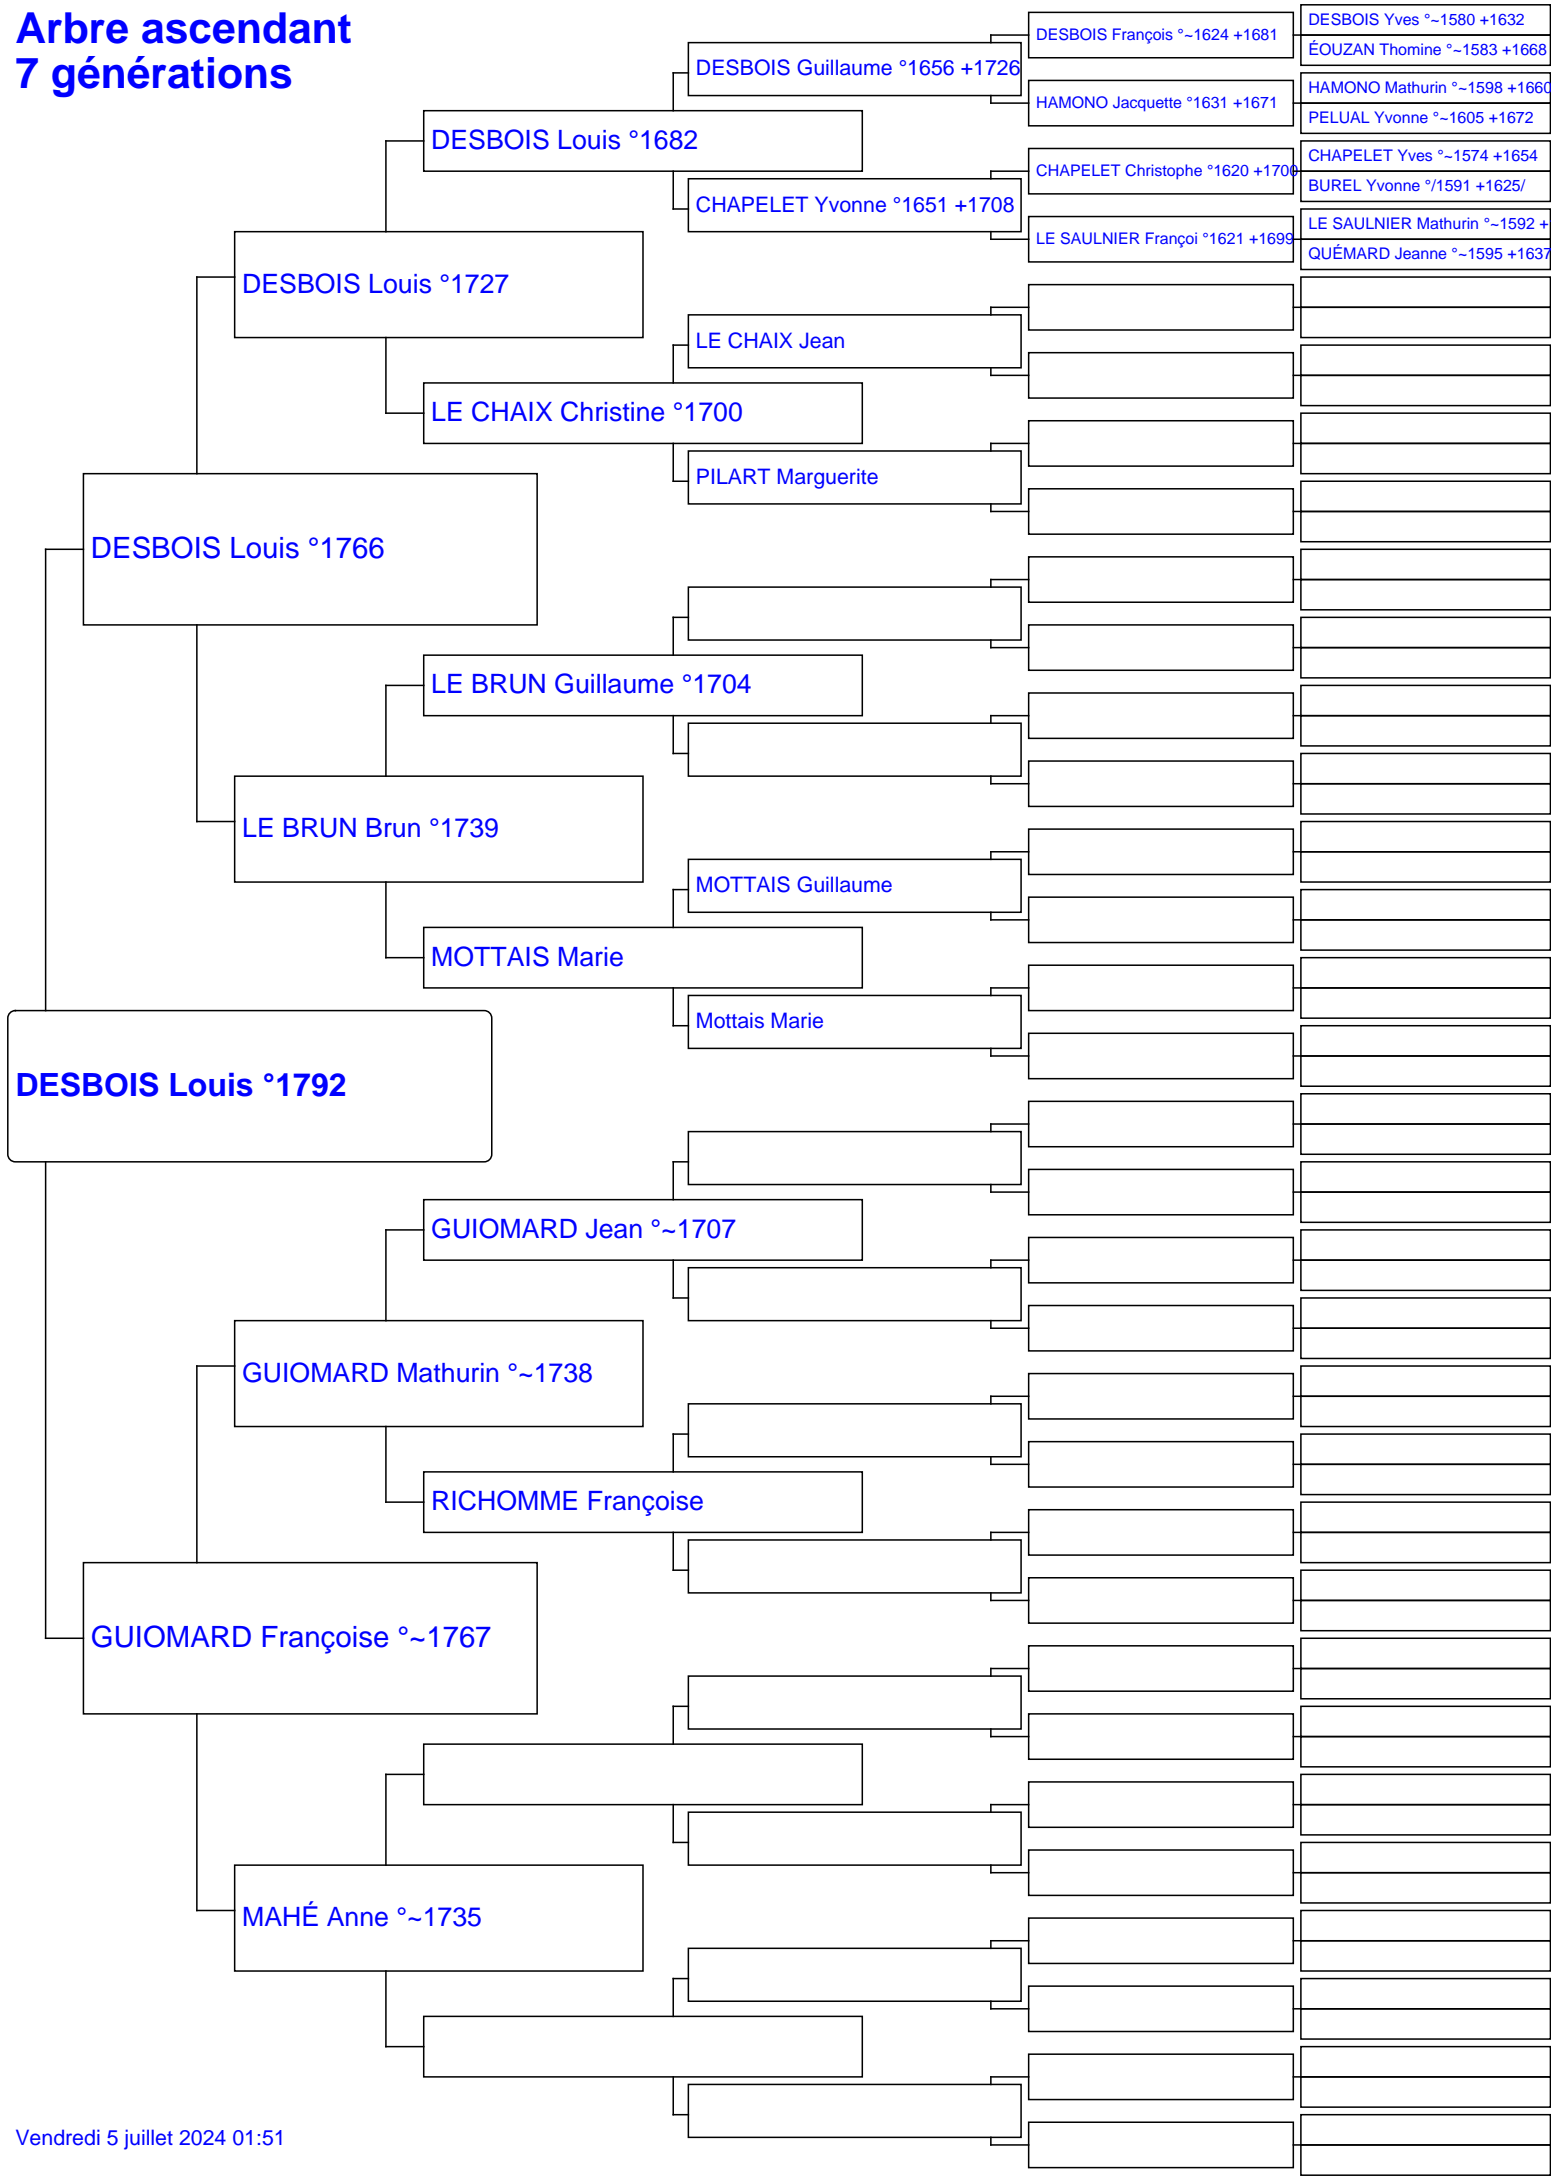 Arbre ascendant
7 générations
DESBOIS Yves °~1580 +1632
DESBOIS François °~1624 +1681
ÉOUZAN Thomine °~1583 +1668
DESBOIS Guillaume °1656 +1726
HAMONO Mathurin °~1598 +1660
HAMONO Jacquette °1631 +1671
PELUAL Yvonne °~1605 +1672
DESBOIS Louis °1682
CHAPELET Yves °~1574 +1654
CHAPELET Christophe °1620 +1700
BUREL Yvonne °/1591 +1625/
CHAPELET Yvonne °1651 +1708
LE SAULNIER Mathurin °~1592 +
LE SAULNIER Françoi °1621 +1699
QUÉMARD Jeanne °~1595 +1637
DESBOIS Louis °1727
LE CHAIX Jean
LE CHAIX Christine °1700
PILART Marguerite
DESBOIS Louis °1766
LE BRUN Guillaume °1704
LE BRUN Brun °1739
MOTTAIS Guillaume
MOTTAIS Marie
Mottais Marie
DESBOIS Louis °1792
GUIOMARD Jean °~1707
GUIOMARD Mathurin °~1738
RICHOMME Françoise
GUIOMARD Françoise °~1767
MAHÉ Anne °~1735
Vendredi 5 juillet 2024 01:51